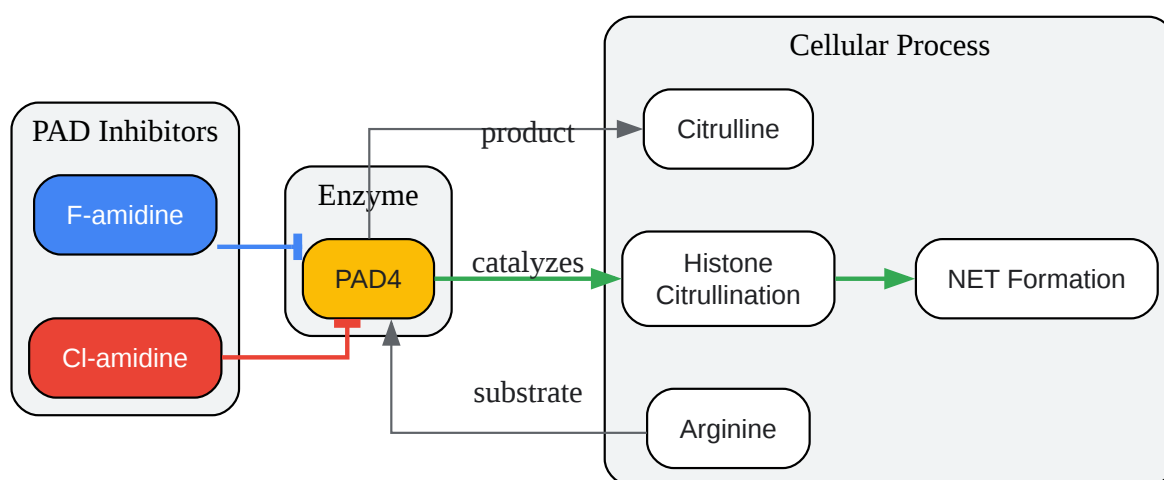 Cellular Process
PAD Inhibitors
product
Citrulline
F-amidine
Enzyme
PAD4
catalyzes
Histone
Citrullination
NET Formation
Cl-amidine
substrate
Arginine